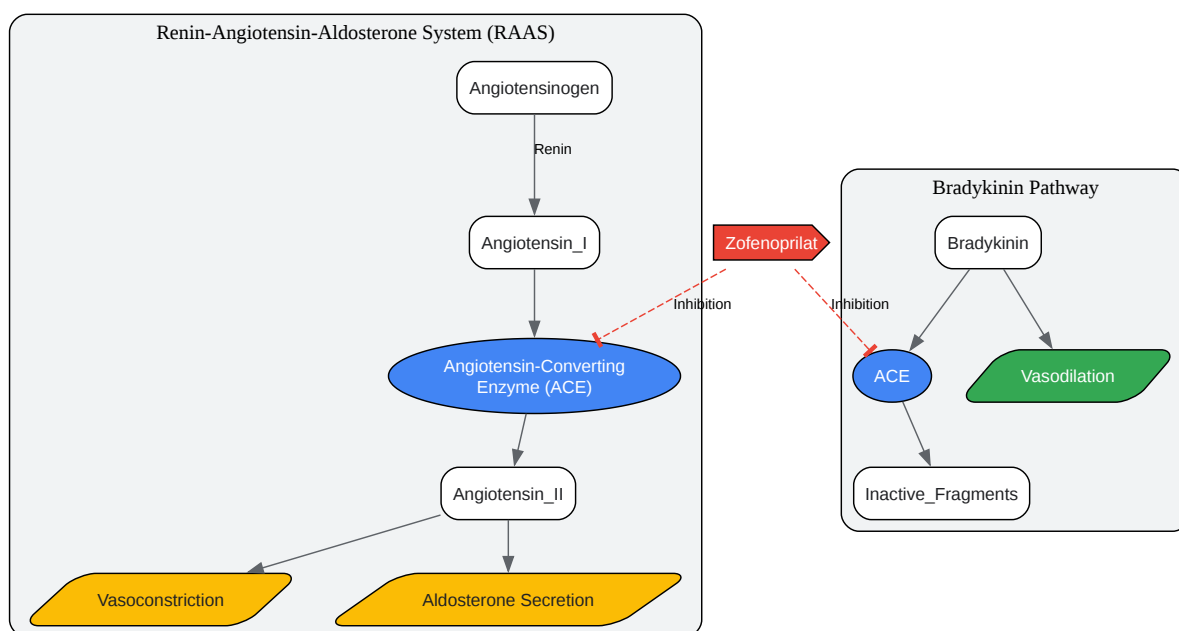 Renin-Angiotensin-Aldosterone System (RAAS)
Angiotensinogen
Renin
Angiotensin_I
Angiotensin-Converting
Enzyme (ACE)
Angiotensin_II
Vasoconstriction
Aldosterone Secretion
Zofenoprilat
Inhibition
Inhibition
Bradykinin Pathway
Bradykinin
ACE
Vasodilation
Inactive_Fragments